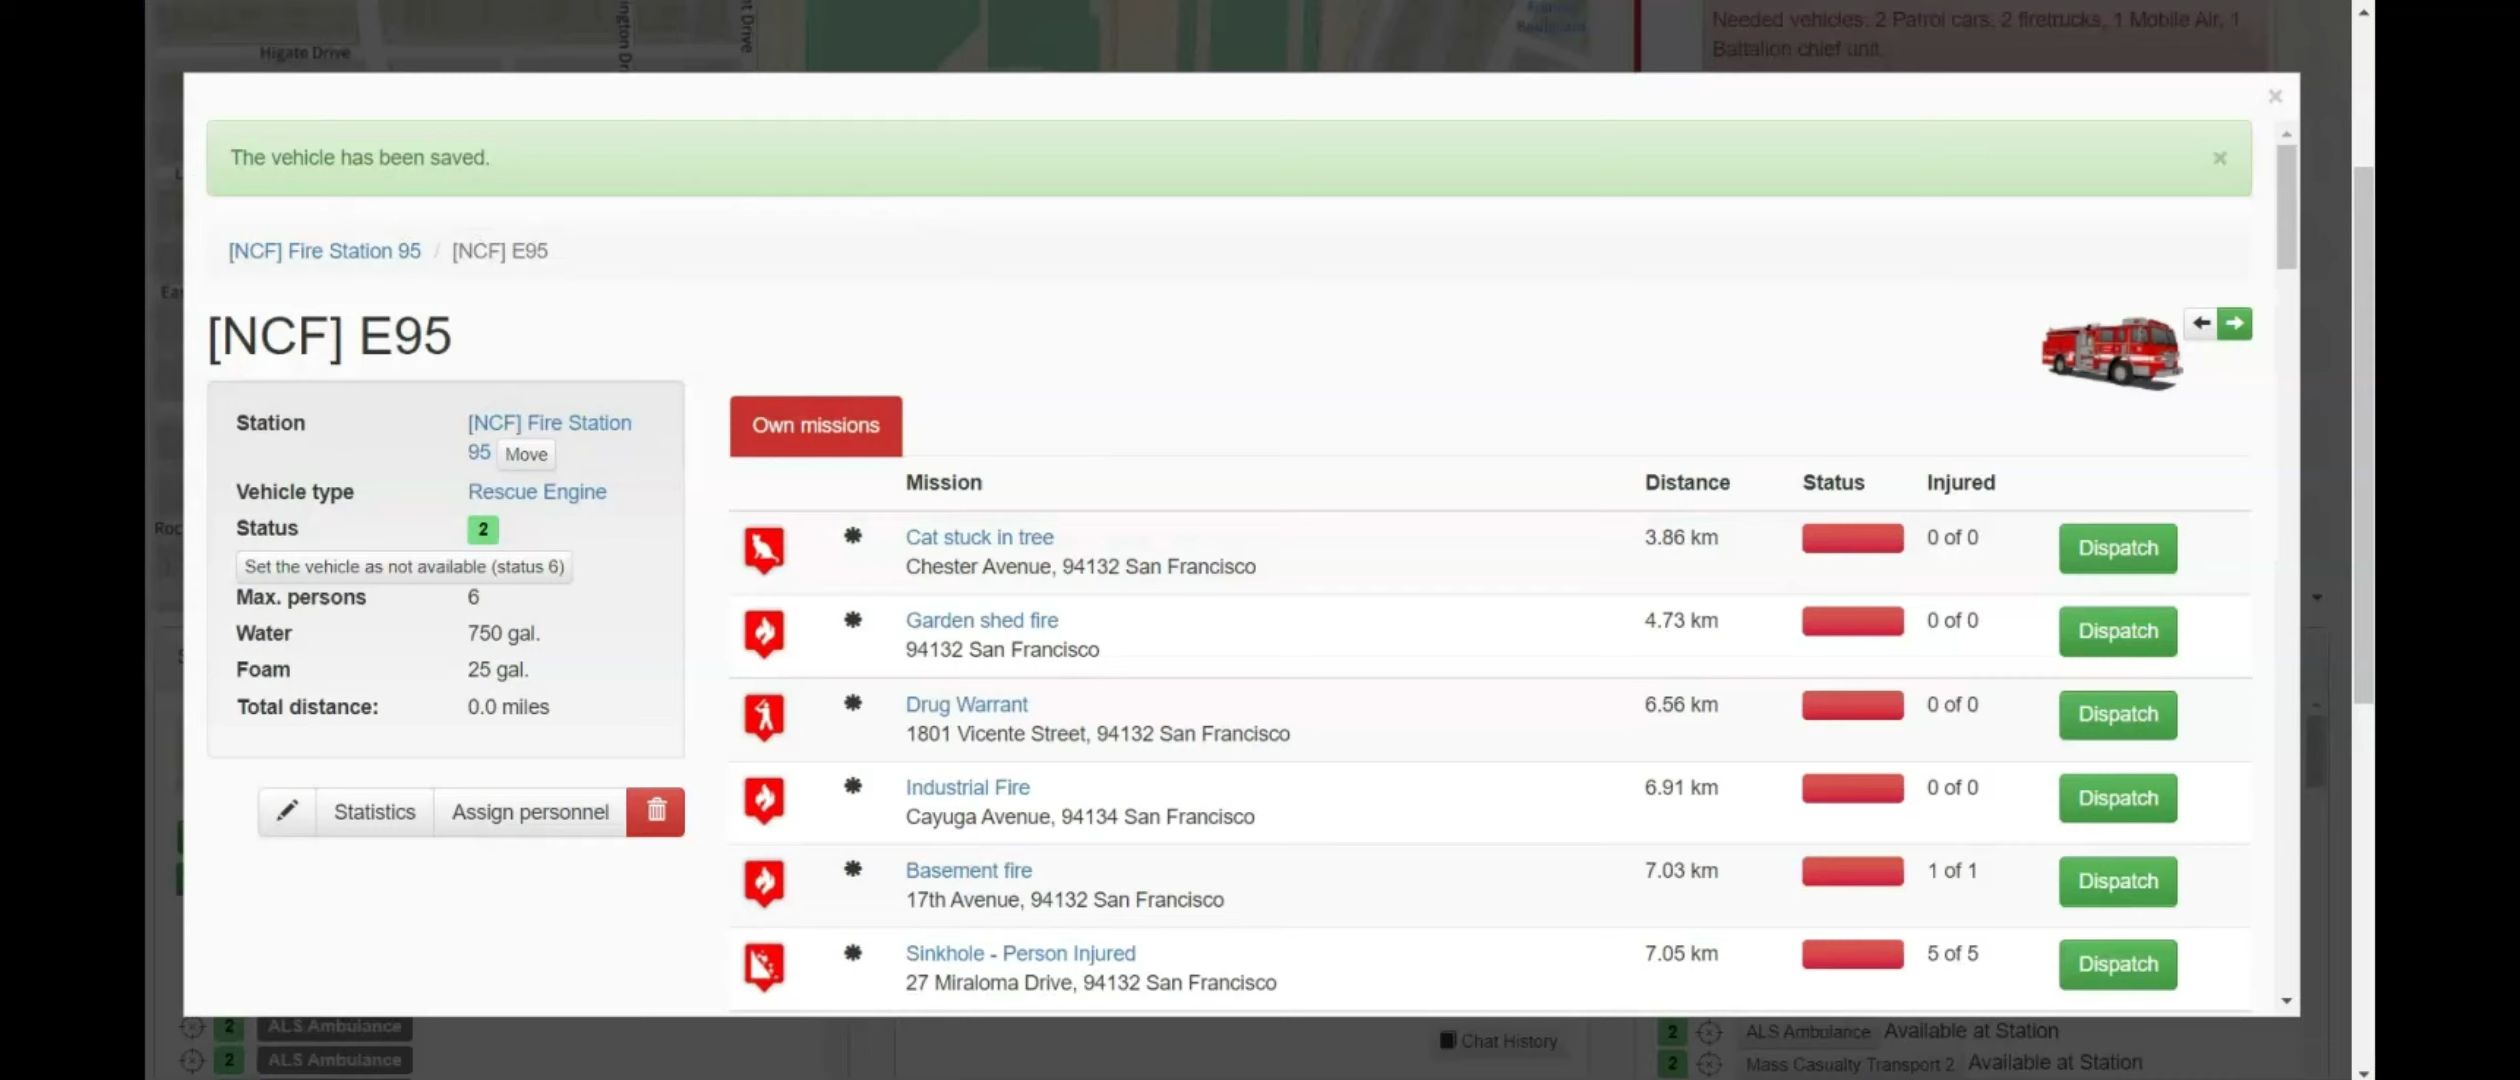 Higate Drive
Needed vehicles: 2 Patrol cars, 2 firetrucks, 1 Mobile Air, 1
Battalion chief unit.
×
The vehicle has been saved.
×
[NCF] Fire Station 95 / [NCF] E95
[NCF] E95
Station
[NCF] Fire Station
95 Move
Vehicle type Rescue Engine
Status 2
Set the vehicle as not available (status 6)
Max. persons 6
Water 750 gal.
Foam 25 gal.
Total distance: 0.0 miles
Statistics Assign personnel
Own missions
Mission Distance Status Injured
Cat stuck in tree 3.86 km 0 of 0 Dispatch
Chester Avenue, 94132 San Francisco
Garden shed fire 4.73 km 0 of 0 Dispatch
94132 San Francisco
Drug Warrant 6.56 km 0 of 0 Dispatch
1801 Vicente Street, 94132 San Francisco
Industrial Fire 6.91 km 0 of 0 Dispatch
Cayuga Avenue, 94134 San Francisco
Basement fire 7.03 km 1 of 1 Dispatch
17th Avenue, 94132 San Francisco
Sinkhole - Person Injured 7.05 km 5 of 5 Dispatch
27 Miraloma Drive, 94132 San Francisco
2 ALS Ambulance
2 ALS Ambulance
Chat History
2 ALS Ambulance Available at Station
2 Mass Casualty Transport 2 Available at Station